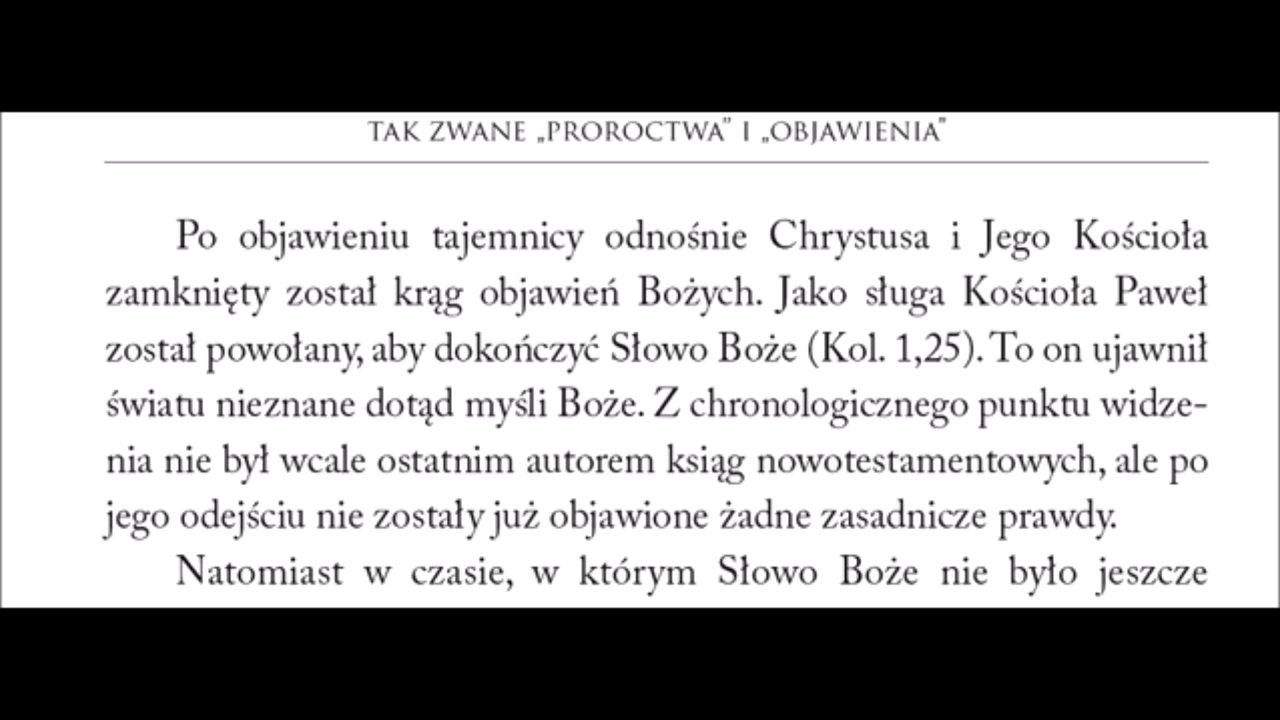 TAK ZWANE „PROROCTWA” I „OBJAWIENIA”
Po objawieniu tajemnicy odnośnie Chrystusa i Jego Kościoła
zamknięty został krąg objawień Bożych. Jako sługa Kościoła Paweł
został powołany, aby dokończyć Słowo Boże (Kol. 1,25). To on ujawnił
światu nieznane dotąd myśli Boże. Z chronologicznego punktu widze-
nia nie był wcale ostatnim autorem ksiąg nowotestamentowych, ale po
jego odejściu nie zostały już objawione żadne zasadnicze prawdy.
Natomiast w czasie, w którym Słowo Boże nie było jeszcze